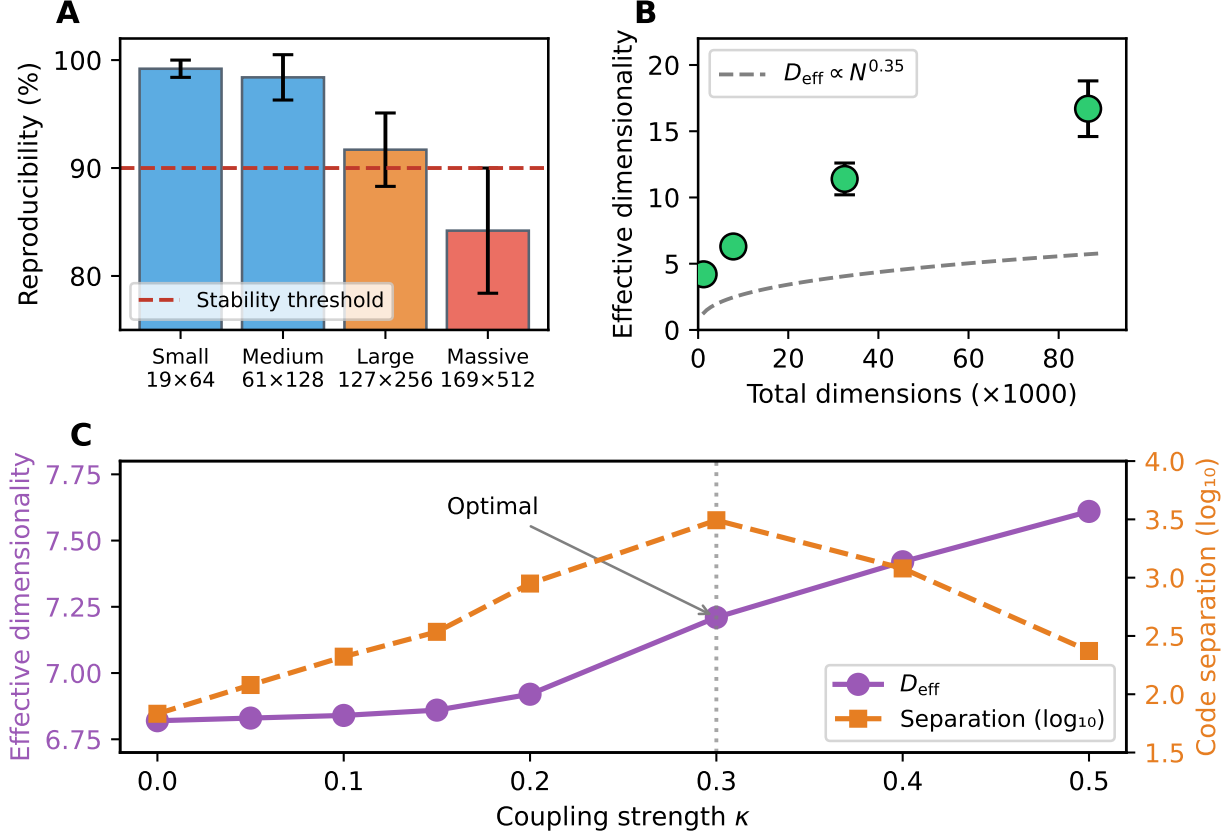 A
Reproducibility (%)
100
90
80
Stability threshold
Small
19×64
Medium
61×128
Large
127×256
Massive
169×512
B
Effective dimensionality
20
15
10
5
0
D_eff ∝ N^0.35
0 20 40 60 80
Total dimensions (×1000)
C
Effective dimensionality
7.75
7.50
7.25
7.00
6.75
Optimal
D_eff
Separation (log₁₀)
4.0
3.5
3.0
2.5
2.0
1.5
Code separation (log₁₀)
0.0 0.1 0.2 0.3 0.4 0.5
Coupling strength κ